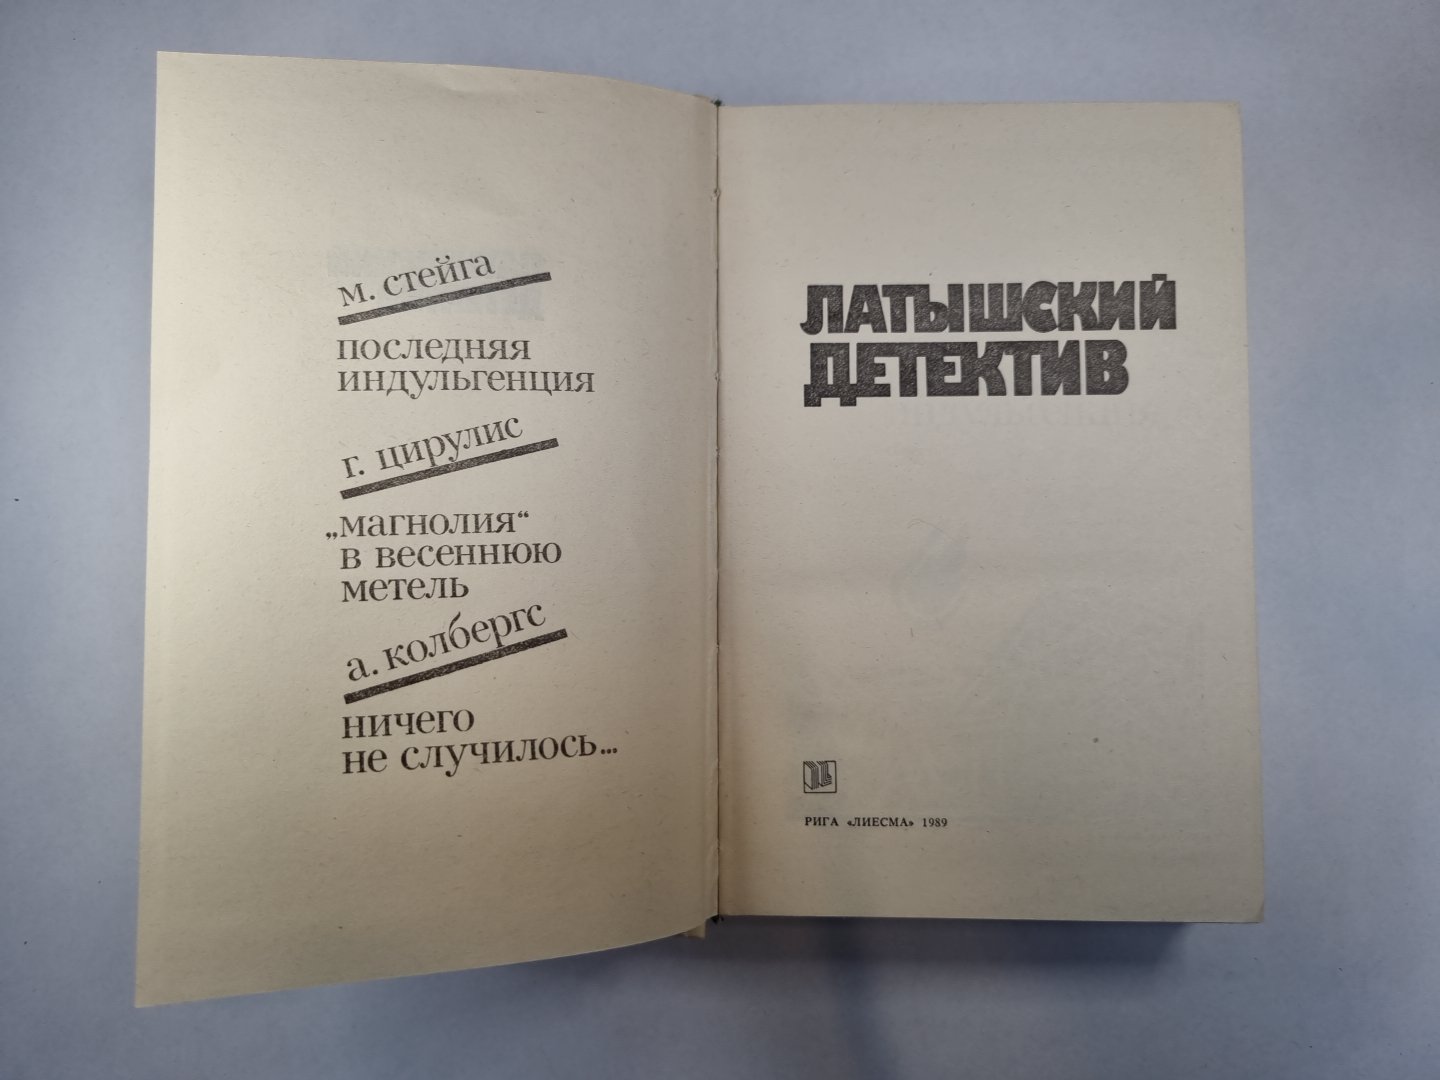 м. стейга
последняя
индульгенция
г. цирулис
„магнолия“
в весеннюю
метель
а. колбергс
ничего
не случилось...
ЛАТЫШСКИЙ
ДЕТЕКТИВ
РИГА «ЛИЕСМА» 1989